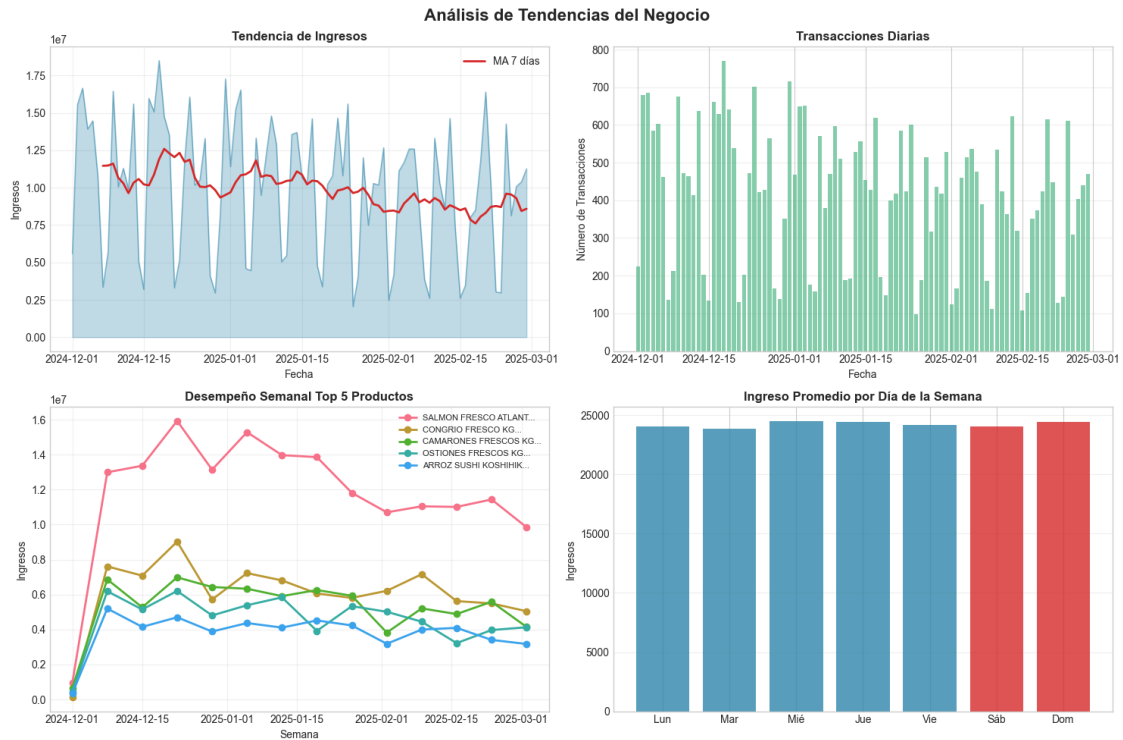 Análisis de Tendencias del Negocio
Tendencia de Ingresos
1e7
MA 7 días
Ingresos
1.75
1.50
1.25
1.00
0.75
0.50
0.25
0.00
2024-12-01
2024-12-15
2025-01-01
2025-01-15
2025-02-01
2025-02-15
2025-03-01
Fecha
Transacciones Diarias
Número de Transacciones
800
700
600
500
400
300
200
100
0
2024-12-01
2024-12-15
2025-01-01
2025-01-15
2025-02-01
2025-02-15
2025-03-01
Fecha
Desempeño Semanal Top 5 Productos
1e7
SALMON FRESCO ATLANT...
CONGRIO FRESCO KG...
CAMARONES FRESCOS KG...
OSTIONES FRESCOS KG...
ARROZ SUSHI KOSHIHIK...
Ingresos
1.6
1.4
1.2
1.0
0.8
0.6
0.4
0.2
0.0
2024-12-01
2024-12-15
2025-01-01
2025-01-15
2025-02-01
2025-02-15
2025-03-01
Semana
Ingreso Promedio por Día de la Semana
Ingresos
25000
20000
15000
10000
5000
0
Lun
Mar
Mié
Jue
Vie
Sáb
Dom